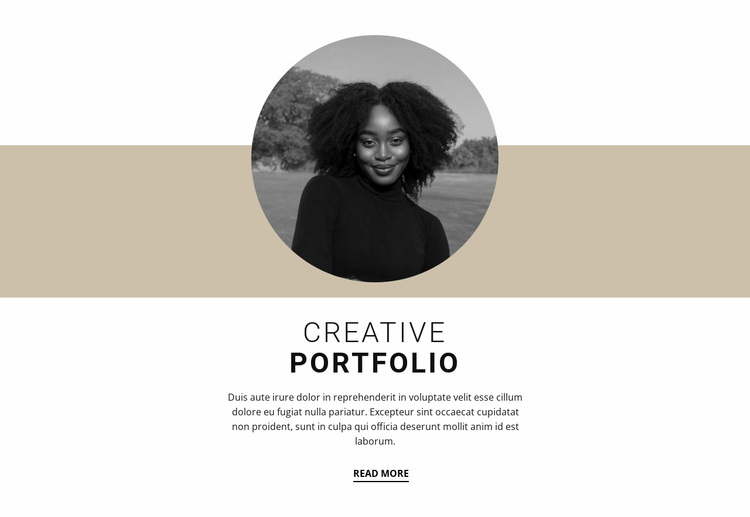 CREATIVE
PORTFOLIO
Duis aute irure dolor in reprehenderit in voluptate velit esse cillum
dolore eu fugiat nulla pariatur. Excepteur sint occaecat cupidatat
non proident, sunt in culpa qui officia deserunt mollit anim id est
laborum.
READ MORE